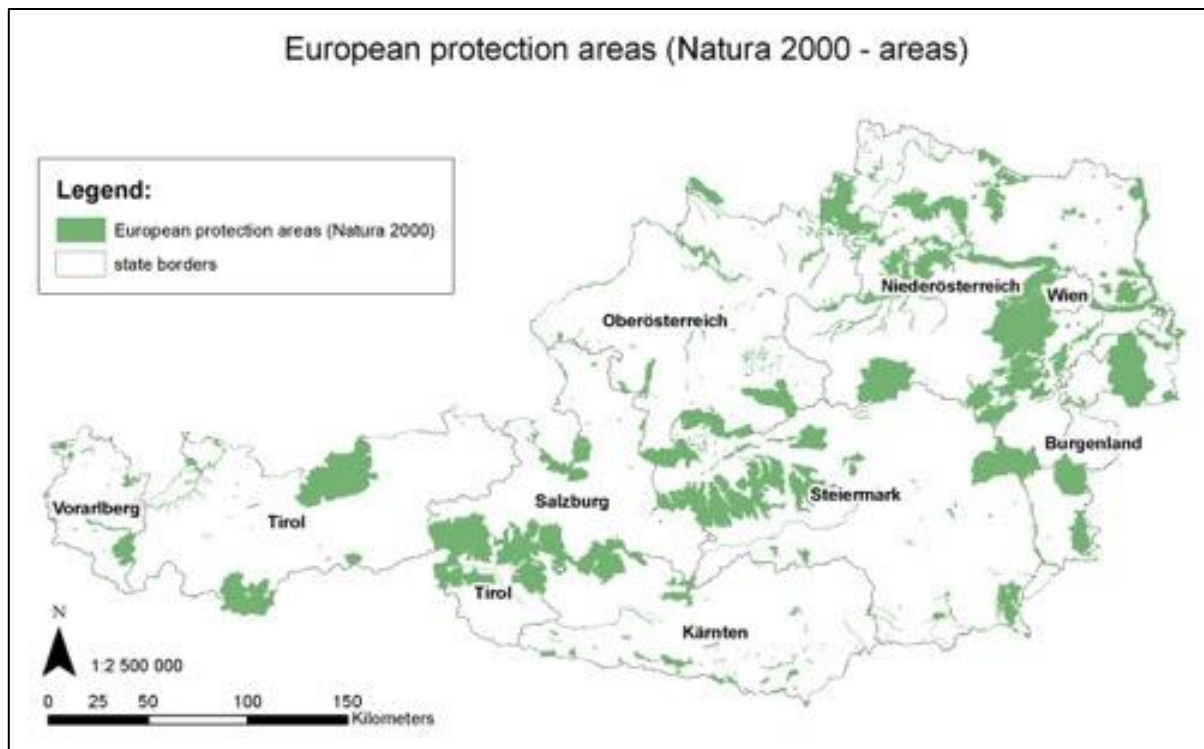 European protection areas (Natura 2000 - areas)
Legend:
European protection areas (Natura 2000)
state borders
Niederösterreich
Wien
Oberösterreich
Burgenland
Vorarlberg
Tirol
Salzburg
Steiermark
Tirol
Kärnten
N
1:2 500 000
0 25 50 100 150
Kilometers